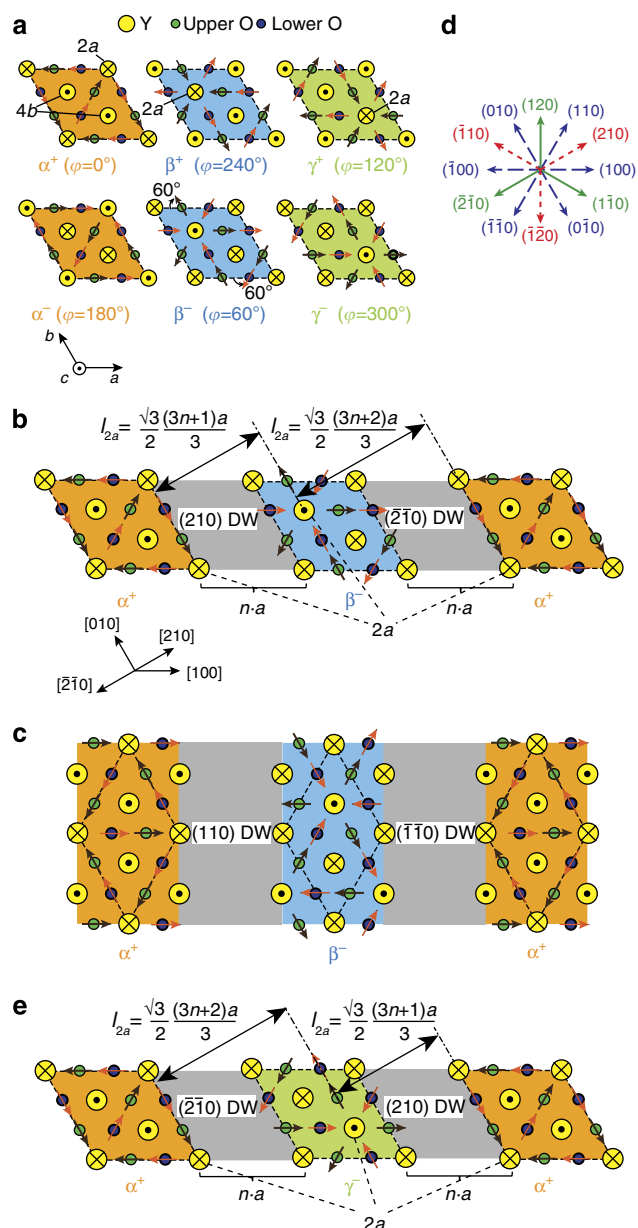 a
Y Upper O Lower O
2a
4b
2a
2a
α⁺ (φ=0°) β⁺ (φ=240°) γ⁺ (φ=120°)
60°
60°
α⁻ (φ=180°) β⁻ (φ=60°) γ⁻ (φ=300°)
b
c a
d
(120)
(010) (110)
(1̄10) (210)
(1̄00) (100)
(2̄1̄0) (11̄0)
(1̄1̄0) (01̄0)
(1̄2̄0)
b
l₂ₐ= √3/2 (3n+1)a/3 l₂ₐ= √3/2 (3n+2)a/3
(210) DW (2̄1̄0) DW
α⁺ n·a β⁻ n·a α⁺
2a
[010]
[210]
[100]
[2̄1̄0]
c
(110) DW (1̄1̄0) DW
α⁺ β⁻ α⁺
e
l₂ₐ= √3/2 (3n+2)a/3 l₂ₐ= √3/2 (3n+1)a/3
(2̄1̄0) DW (210) DW
α⁺ n·a γ⁻ n·a α⁺
2a